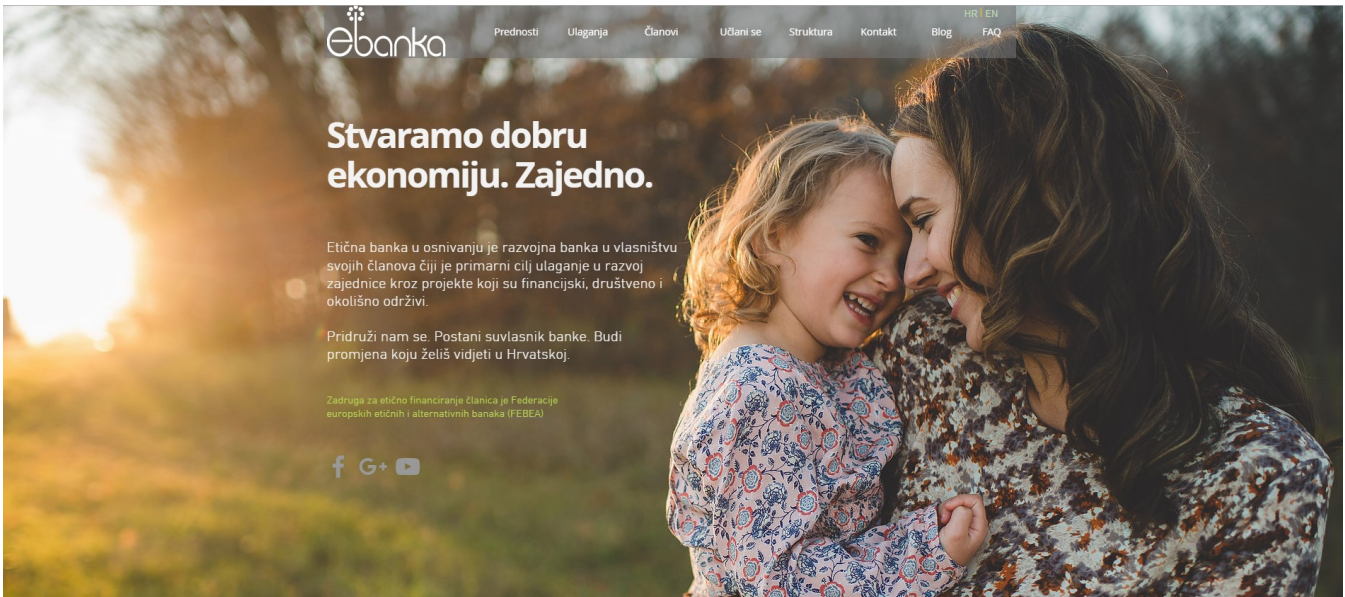 HR | EN
ebanka
Prednosti Ulaganja Članovi Učlani se Struktura Kontakt Blog FAQ
Stvaramo dobru
ekonomiju. Zajedno.
Etična banka u osnivanju je razvojna banka u vlasništvu
svojih članova čiji je primarni cilj ulaganje u razvoj
zajednice kroz projekte koji su financijski, društveno i
okolišno održivi.
Pridruži nam se. Postani suvlasnik banke. Budi
promjena koju želiš vidjeti u Hrvatskoj.
Zadruga za etično financiranje članica je Federacije
europskih etičnih i alternativnih banaka (FEBEA)
G+